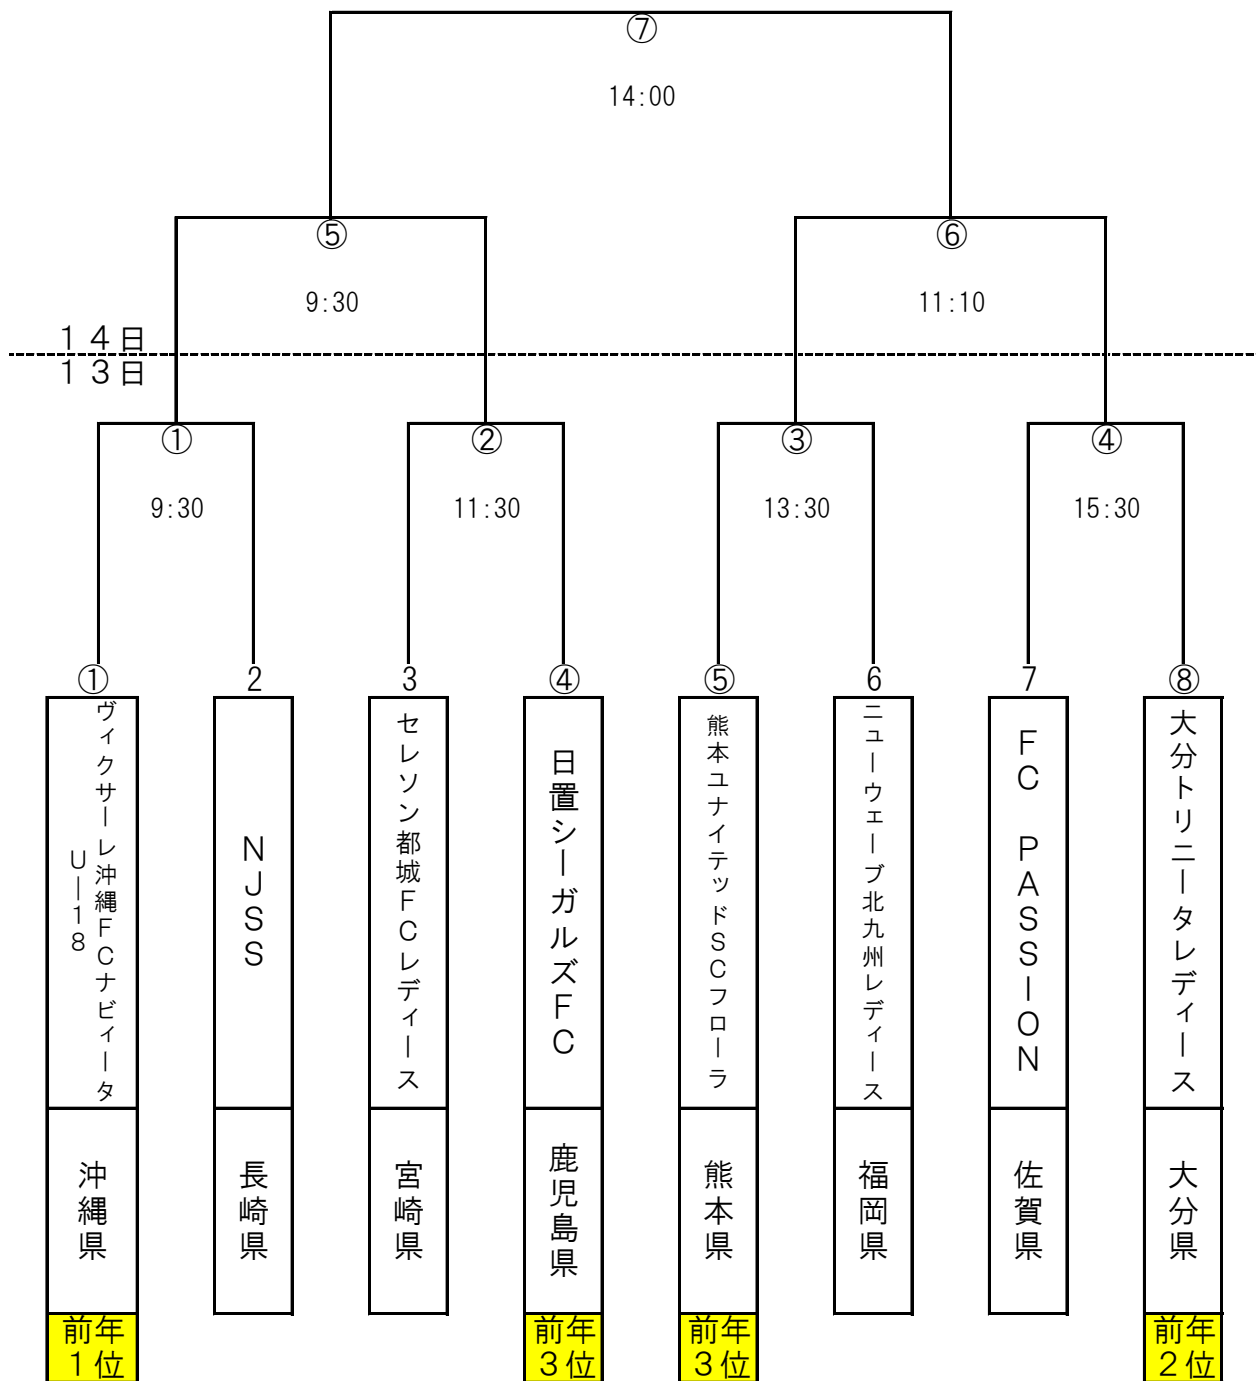 ⑦
14:00
⑤
⑥
9:30
11:10
１４日
１３日
①
②
③
④
9:30
11:30
13:30
15:30
①
2
3
④
⑤
6
7
⑧
ヴィクサーレ沖縄ＦＣナビィータ
Ｕー１８
ＮＪＳＳ
セレソン都城ＦＣレディース
日置シーガルズＦＣ
熊本ユナイテッドＳＣフローラ
ニューウェーブ北九州レディース
ＦＣ　ＰＡＳＳＩＯＮ
大分トリニータレディース
沖縄県
長崎県
宮崎県
鹿児島県
熊本県
福岡県
佐賀県
大分県
前年
１位
前年
３位
前年
３位
前年
２位